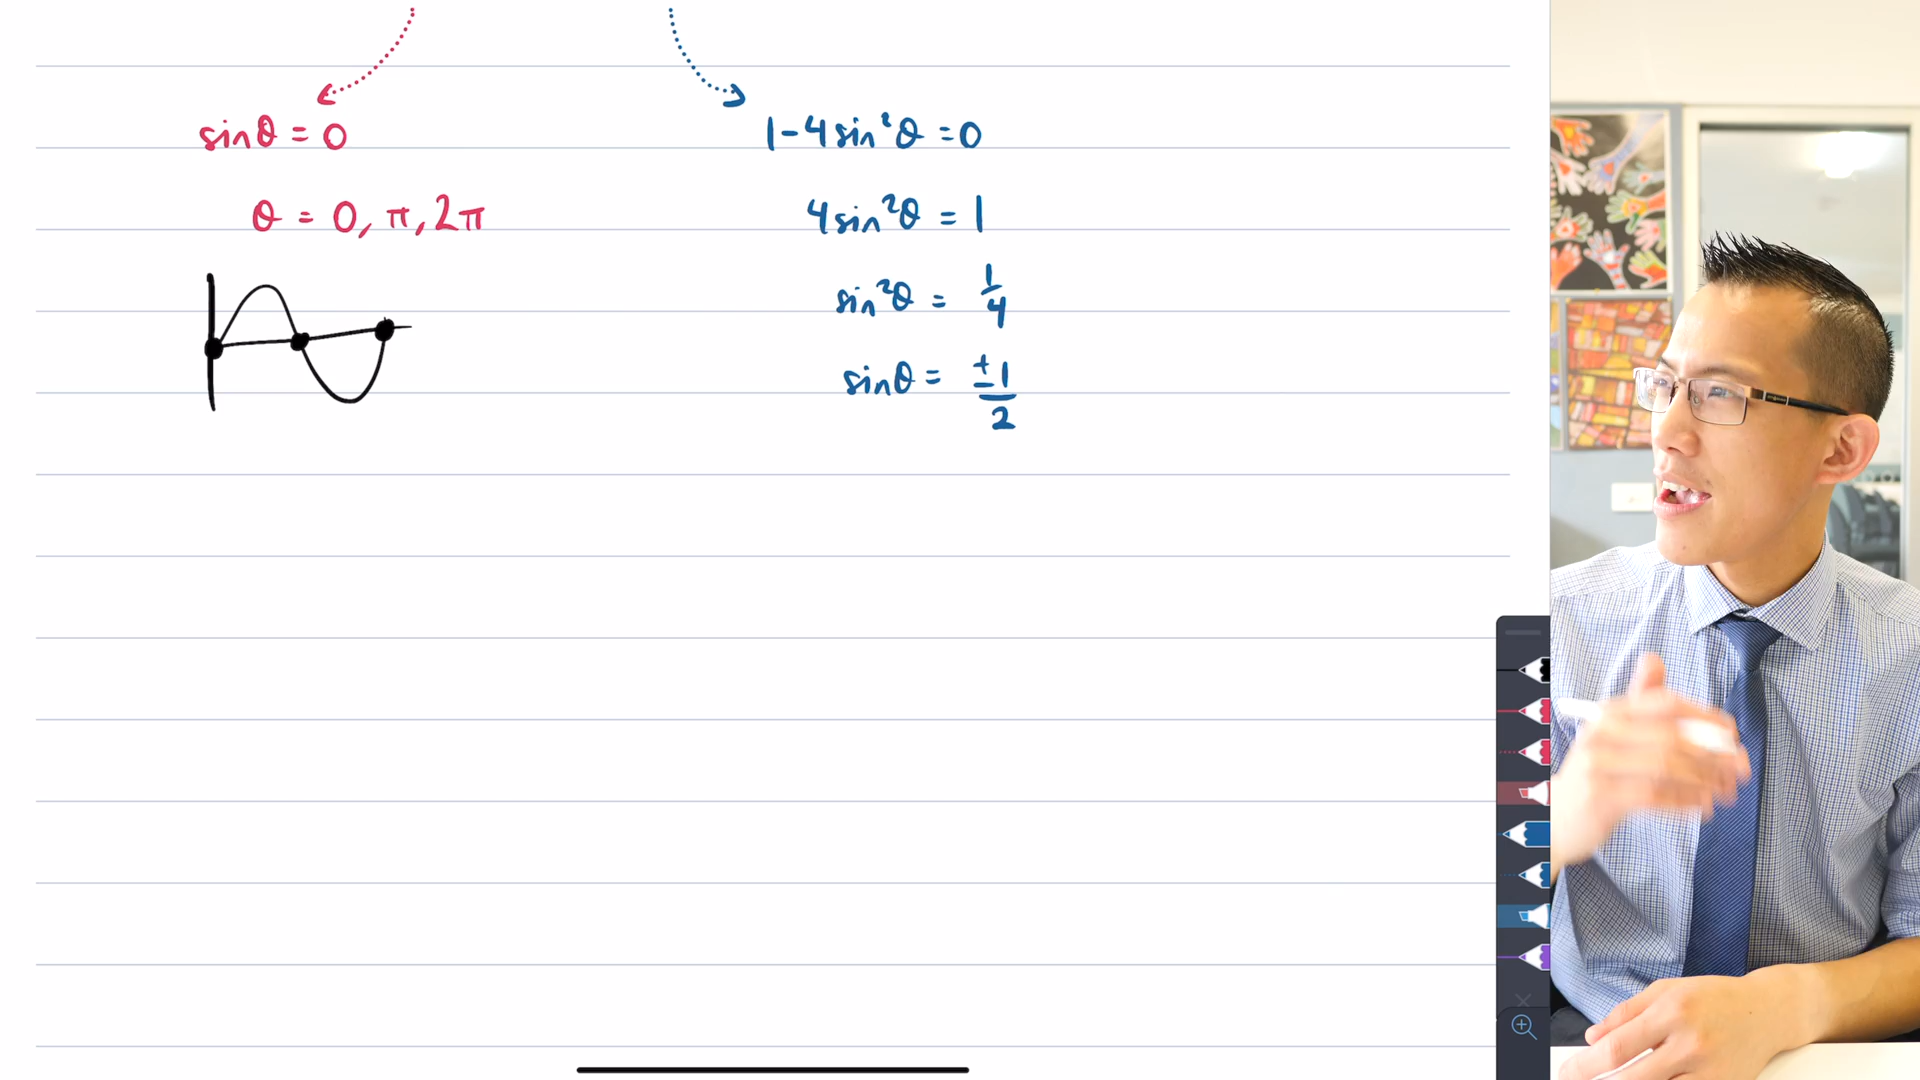 sinθ = 0
θ = 0, π, 2π
1-4sin²θ =0
4sin²θ = 1
sin²θ = 1/4
sinθ = ±1/2